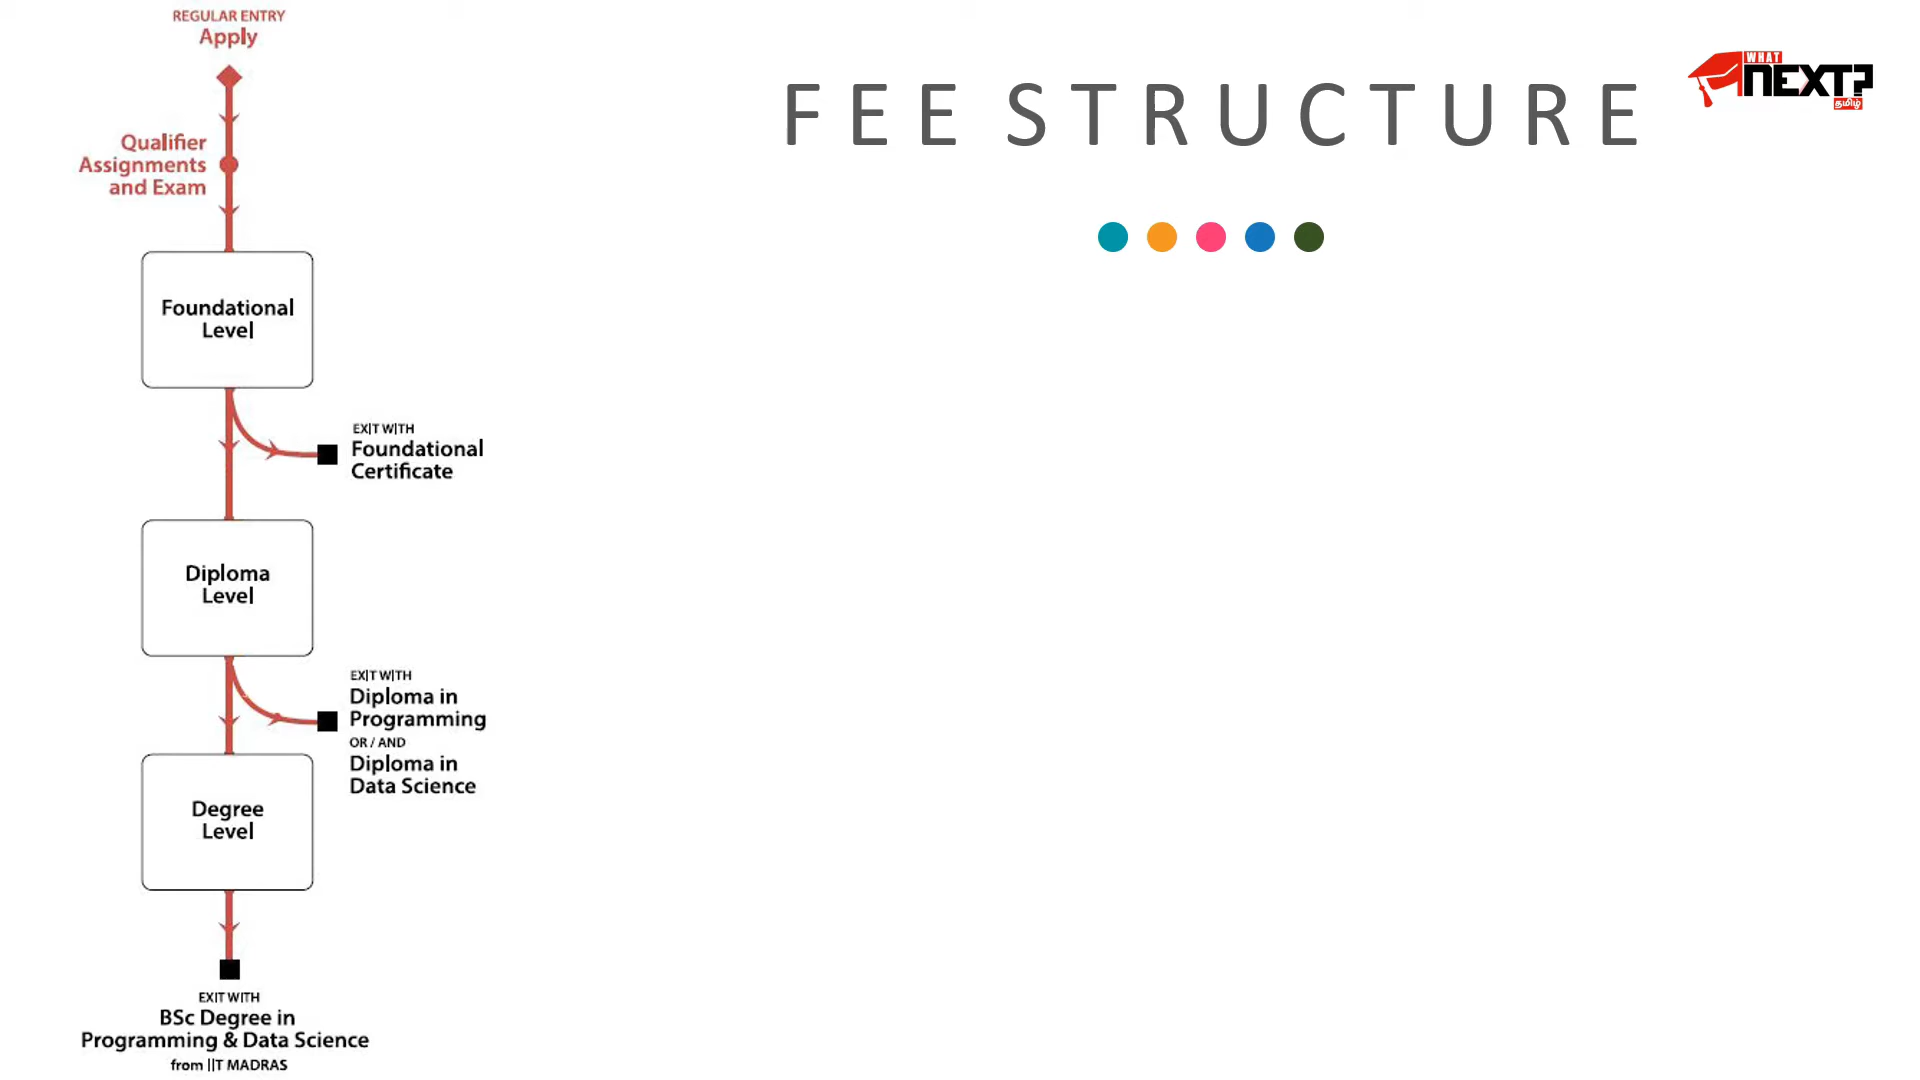 REGULAR ENTRY
Apply
Qualifier
Assignments
and Exam
Foundational
Level
EXIT WITH
Foundational
Certificate
Diploma
Level
EXIT WITH
Diploma in
Programming
OR / AND
Diploma in
Data Science
Degree
Level
EXIT WITH
BSc Degree in
Programming & Data Science
from IIT MADRAS
FEE STRUCTURE
WHAT
NEXT?
தமிழ்